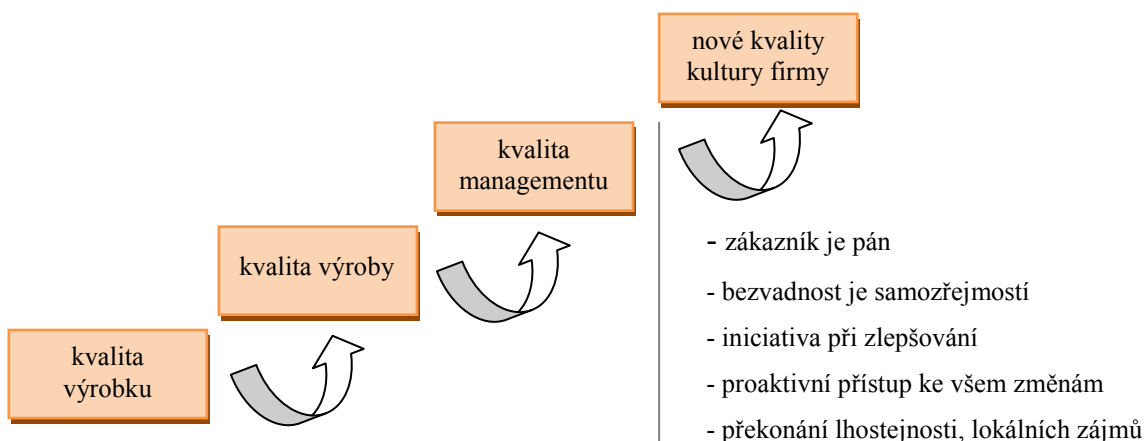 nové kvality
kultury firmy
kvalita
managementu
kvalita výroby
kvalita
výrobku
- zákazník je pán
- bezvadnost je samozřejmostí
- iniciativa při zlepšování
- proaktivní přístup ke všem změnám
- překonání lhostejnosti, lokálních zájmů